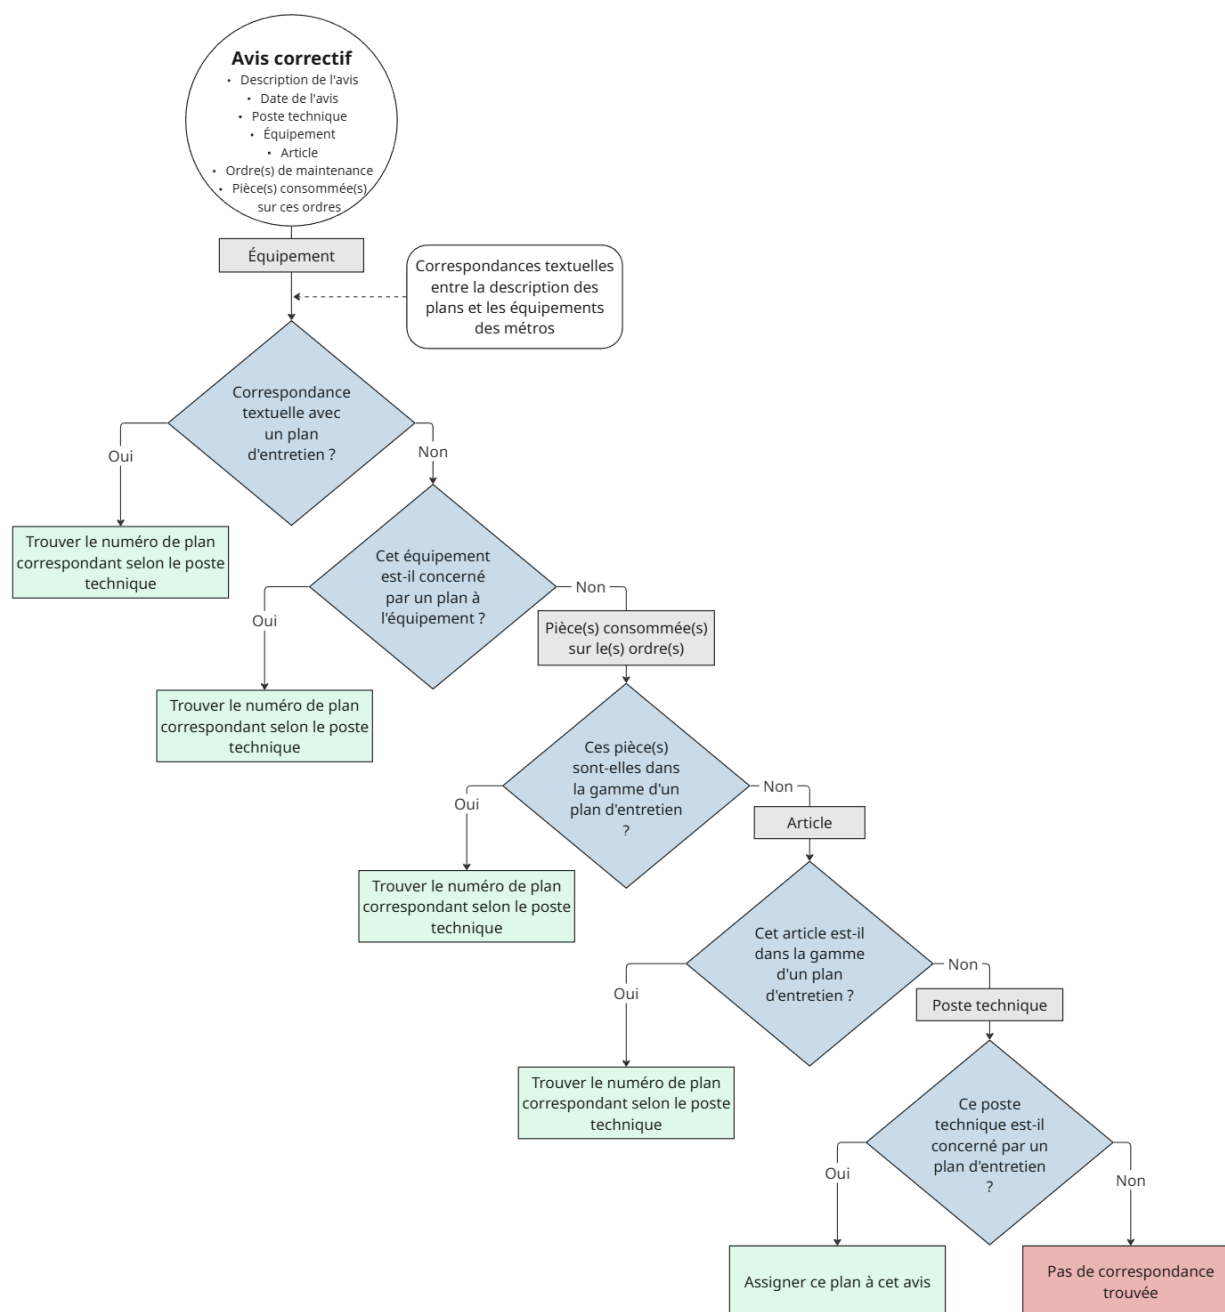 Avis correctif
• Description de l'avis
• Date de l'avis
• Poste technique
• Équipement
• Article
• Ordre(s) de maintenance
• Pièce(s) consommée(s)
sur ces ordres
Équipement
Correspondances textuelles
entre la description des
plans et les équipements
des métros
Correspondance
textuelle avec
un plan
d'entretien ?
Oui
Non
Trouver le numéro de plan
correspondant selon le poste
technique
Cet équipement
est-il concerné
par un plan à
l'équipement ?
Oui
Non
Pièce(s) consommée(s)
sur le(s) ordre(s)
Trouver le numéro de plan
correspondant selon le poste
technique
Ces pièce(s)
sont-elles dans
la gamme d'un
plan d'entretien
?
Oui
Non
Article
Trouver le numéro de plan
correspondant selon le poste
technique
Cet article est-il
dans la gamme
d'un plan
d'entretien ?
Oui
Non
Poste technique
Trouver le numéro de plan
correspondant selon le poste
technique
Ce poste
technique est-il
concerné par un
plan d'entretien
?
Oui
Non
Assigner ce plan à cet avis
Pas de correspondance
trouvée